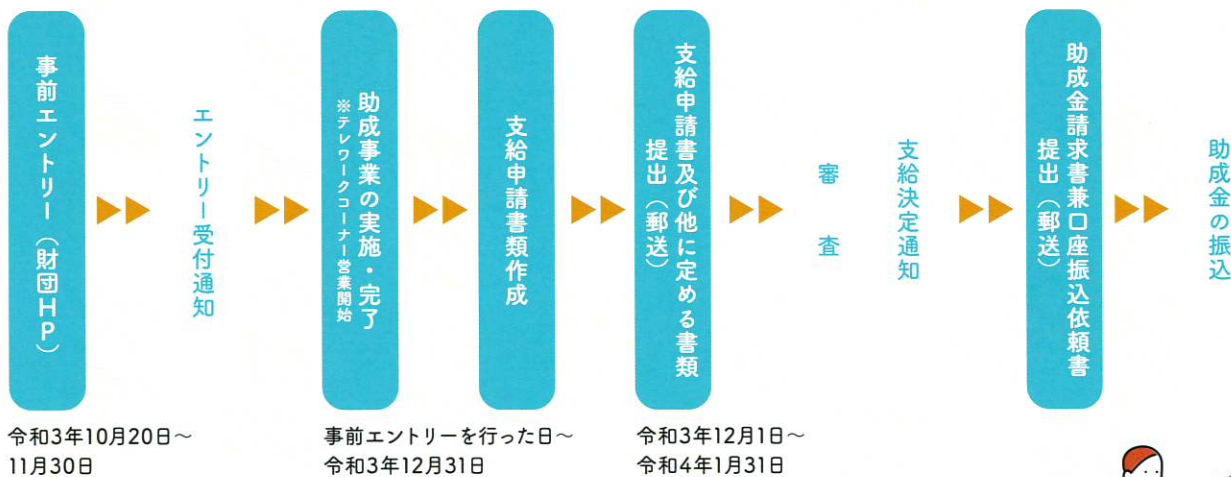 事前エントリー（財団HP）
エントリー受付通知
助成事業の実施・完了
※テレワークコーナー営業開始
支給申請書類作成
支給申請書及び他に定める書類
提出（郵送）
審査
支給決定通知
助成金請求書兼口座振込依頼書
提出（郵送）
助成金の振込
令和3年10月20日～
11月30日
事前エントリーを行った日～
令和3年12月31日
令和3年12月1日～
令和4年1月31日